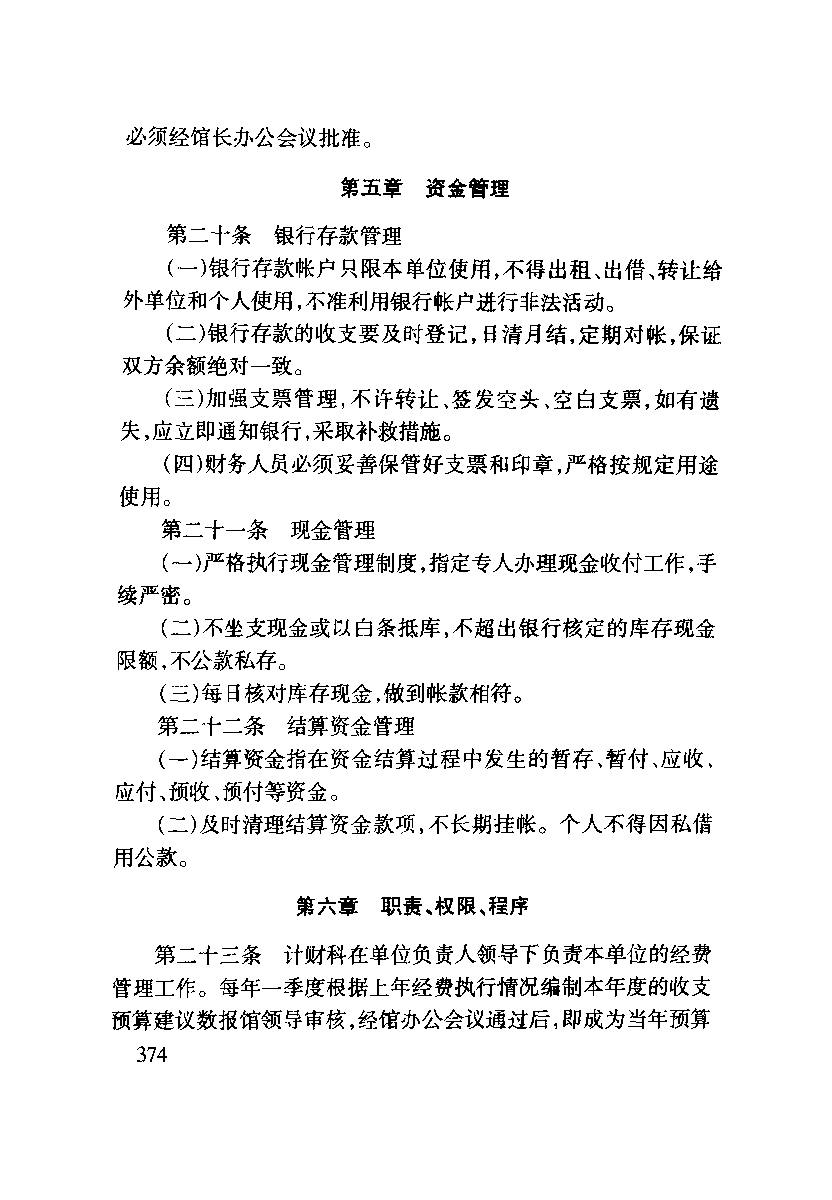 必须经馆长办公会议批准。
第五章　资金管理
第二十条　银行存款管理
(一)银行存款帐户只限本单位使用,不得出租、出借、转让给
外单位和个人使用,不准利用银行帐户进行非法活动。
(二)银行存款的收支要及时登记,日清月结,定期对帐,保证
双方余额绝对一致。
(三)加强支票管理,不许转让、签发空头、空白支票,如有遗
失,应立即通知银行,采取补救措施。
(四)财务人员必须妥善保管好支票和印章,严格按规定用途
使用。
第二十一条　现金管理
(一)严格执行现金管理制度,指定专人办理现金收付工作,手
续严密。
(二)不坐支现金或以白条抵库,不超出银行核定的库存现金
限额,不公款私存。
(三)每日核对库存现金,做到帐款相符。
第二十二条　结算资金管理
(一)结算资金指在资金结算过程中发生的暂存、暂付、应收、
应付、预收、预付等资金。
(二)及时清理结算资金款项,不长期挂帐。个人不得因私借
用公款。
第六章　职责、权限、程序
第二十三条　计财科在单位负责人领导下负责本单位的经费
管理工作。每年一季度根据上年经费执行情况编制本年度的收支
预算建议数报馆领导审核,经馆办公会议通过后,即成为当年预算
374